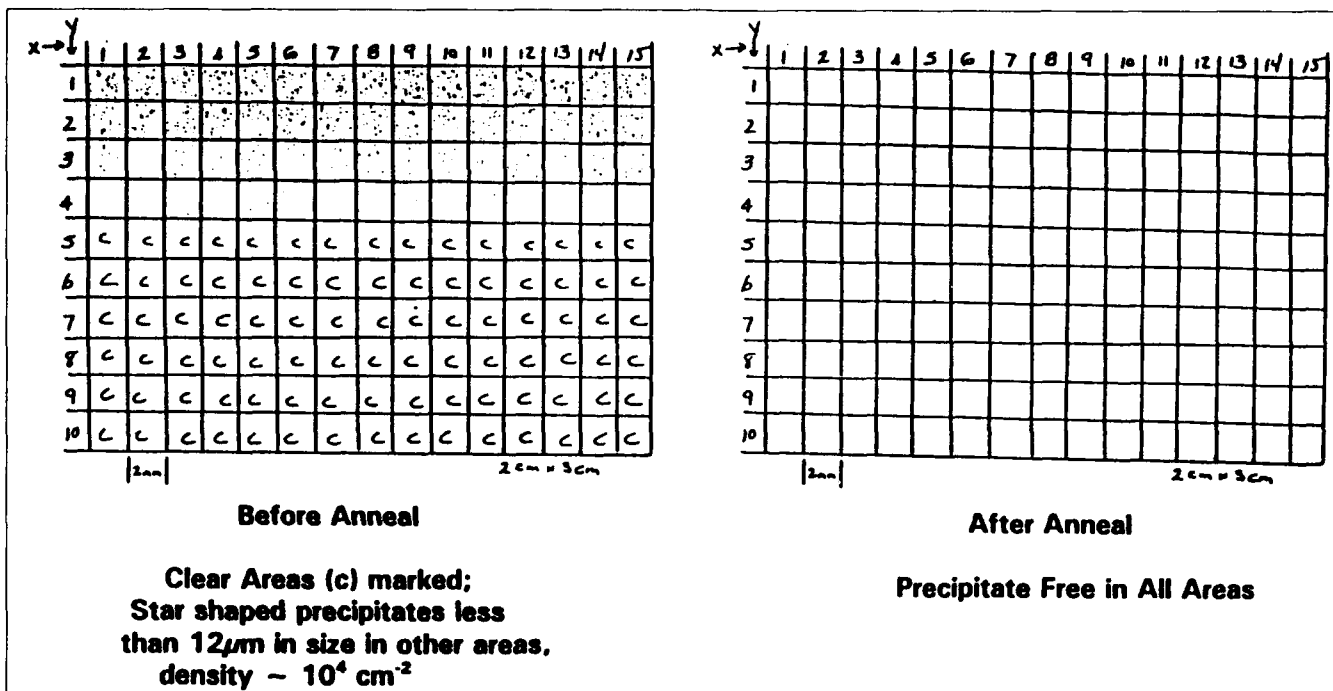 X→ Y↓ 1 2 3 4 5 6 7 8 9 10 11 12 13 14 15
1
2
3
4
5 C C C C C C C C C C C C C C C
6 C C C C C C C C C C C C C C C
7 C C C C C C C C C C C C C C C
8 C C C C C C C C C C C C C C C
9 C C C C C C C C C C C C C C C
10 C C C C C C C C C C C C C C C
2mm 2cm x 3cm
Before Anneal
Clear Areas (c) marked;
Star shaped precipitates less
than 12μm in size in other areas,
density ~ 10⁴ cm⁻²
X→ Y↓ 1 2 3 4 5 6 7 8 9 10 11 12 13 14 15
1
2
3
4
5
6
7
8
9
10
2mm 2cm x 3cm
After Anneal
Precipitate Free in All Areas